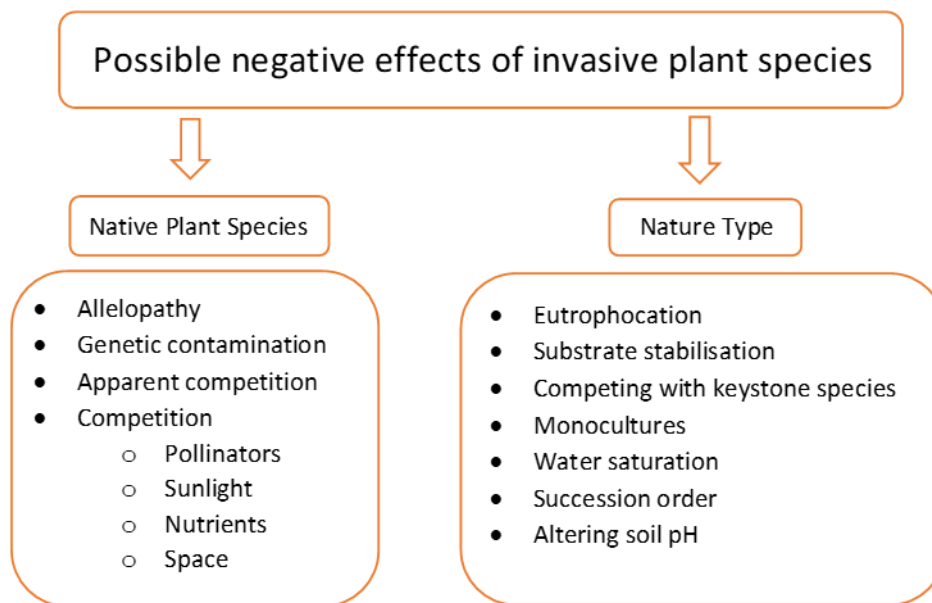 Possible negative effects of invasive plant species
Native Plant Species
● Allelopathy
● Genetic contamination
● Apparent competition
● Competition
o Pollinators
o Sunlight
o Nutrients
o Space
Nature Type
● Eutrophocation
● Substrate stabilisation
● Competing with keystone species
● Monocultures
● Water saturation
● Succession order
● Altering soil pH